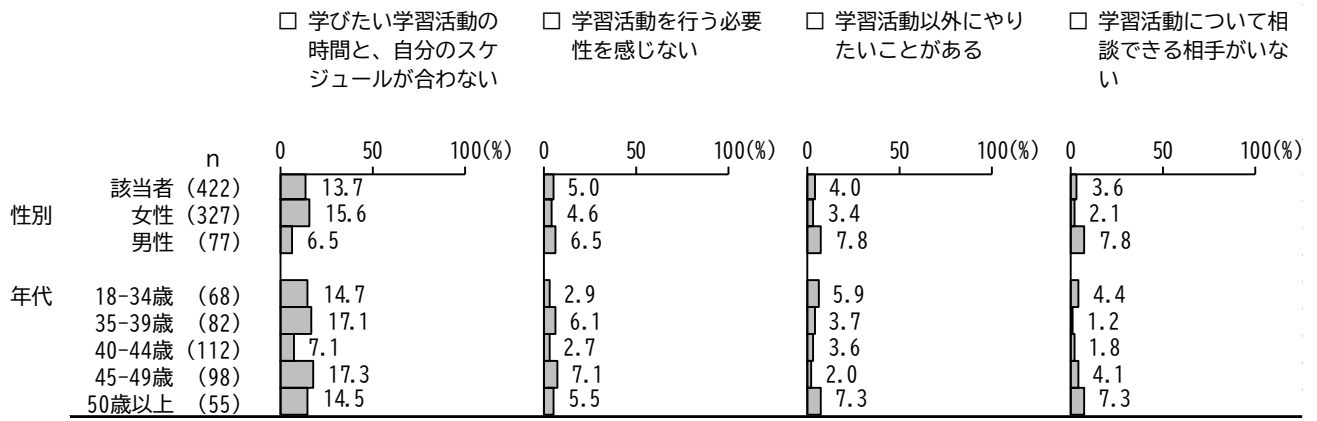 □ 学びたい学習活動の時間と、自分のスケジュールが合わない
□ 学習活動を行う必要性を感じない
□ 学習活動以外にやりたいことがある
□ 学習活動について相談できる相手がいない
n 0 50 100(%) 0 50 100(%) 0 50 100(%) 0 50 100(%)
該当者 (422) 13.7 5.0 4.0 3.6
性別 女性 (327) 15.6 4.6 3.4 2.1
男性 (77) 6.5 6.5 7.8 7.8
年代 18-34歳 (68) 14.7 2.9 5.9 4.4
35-39歳 (82) 17.1 6.1 3.7 1.2
40-44歳 (112) 7.1 2.7 3.6 1.8
45-49歳 (98) 17.3 7.1 2.0 4.1
50歳以上 (55) 14.5 5.5 7.3 7.3